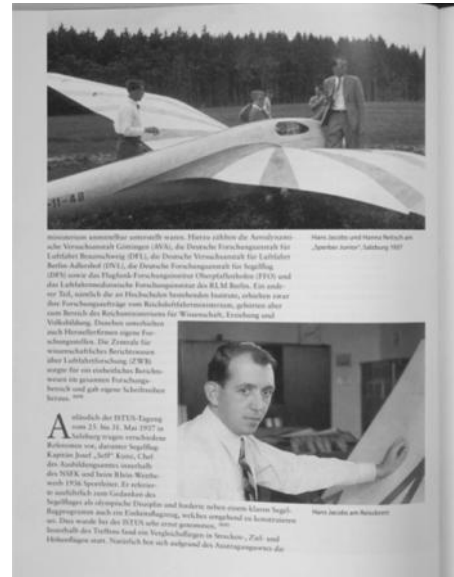 11-48
ministerium unmittelbar unterstellt waren. Hierzu zählten die Aerodynami-
sche Versuchsanstalt Göttingen (AVA), die Deutsche Forschungsanstalt für
Luftfahrt Braunschweig (DFL), die Deutsche Versuchsanstalt für Luftfahrt
Berlin-Adlershof (DVL), die Deutsche Forschungsanstalt für Segelflug
(DFS) sowie das Flugfunk-Forschungsinstitut Oberpfaffenhofen (FFO) und
das Luftfahrtmedizinische Forschungsinstitut des RLM Berlin. Ein ande-
rer Teil, nämlich die an Hochschulen bestehenden Institute, erhielten zwar
ihre Forschungsaufträge vom Reichsluftfahrtministerium, gehörten aber
zum Bereich des Reichsministeriums für Wissenschaft, Erziehung und
Volksbildung. Daneben unterhielten
auch Herstellerfirmen eigene For-
schungsstellen. Die Zentrale für
wissenschaftliches Berichtswesen
über Luftfahrtforschung (ZWB)
sorgte für ein einheitliches Berichts-
wesen im gesamten Forschungs-
bereich und gab eigene Schriftreihen
heraus.
Hans Jacobs und Hanna Reitsch am
„Sperber Junior“, Salzburg 1937
Anlässlich der ISTUS-Tagung
vom 23. bis 31. Mai 1937 in
Salzburg trugen verschiedene
Referenten vor, darunter Segelflug-
Kapitän Josef „Seff“ Kunz, Chef
des Ausbildungsamtes innerhalb
des NSFK und beim Rhön-Wettbe-
werb 1936 Sportleiter. Er referier-
te ausführlich zum Gedanken des
Segelfluges als olympische Disziplin und forderte neben einem klaren Segel-
flugprogramm auch ein Einheitsflugzeug, welches umgehend zu konstruieren
sei. Dies wurde bei der ISTUS sehr ernst genommen.
Innerhalb des Treffens fand ein Vergleichsfliegen in Strecken-, Ziel- und
Höhenflügen statt. Natürlich bot sich aufgrund des Austragungsortes die
Hans Jacobs am Reissbrett